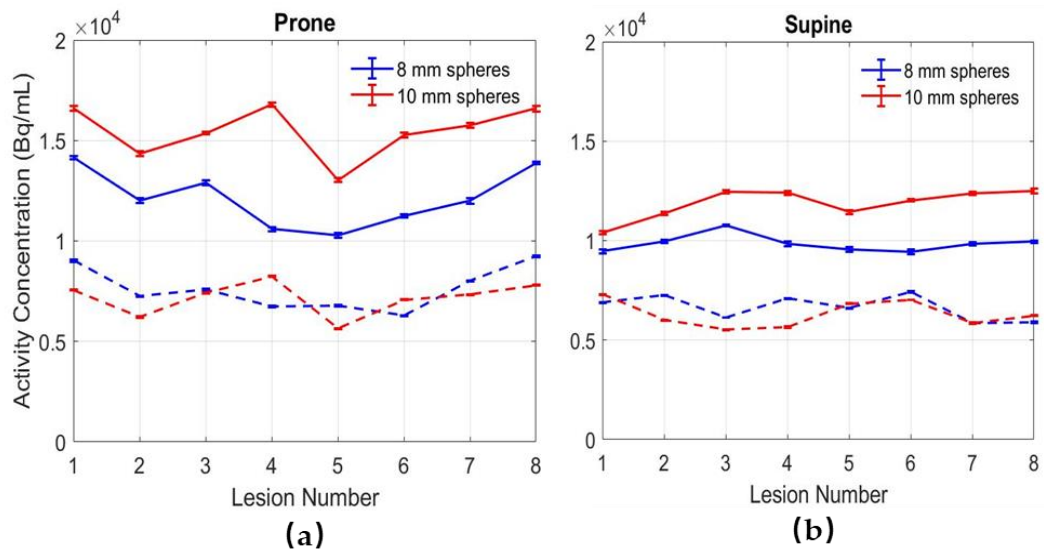 Prone
×10⁴
2
1.5
1
0.5
0
Activity Concentration (Bq/mL)
8 mm spheres
10 mm spheres
1 2 3 4 5 6 7 8
Lesion Number
(a)
Supine
×10⁴
2
1.5
1
0.5
0
8 mm spheres
10 mm spheres
1 2 3 4 5 6 7 8
Lesion Number
(b)